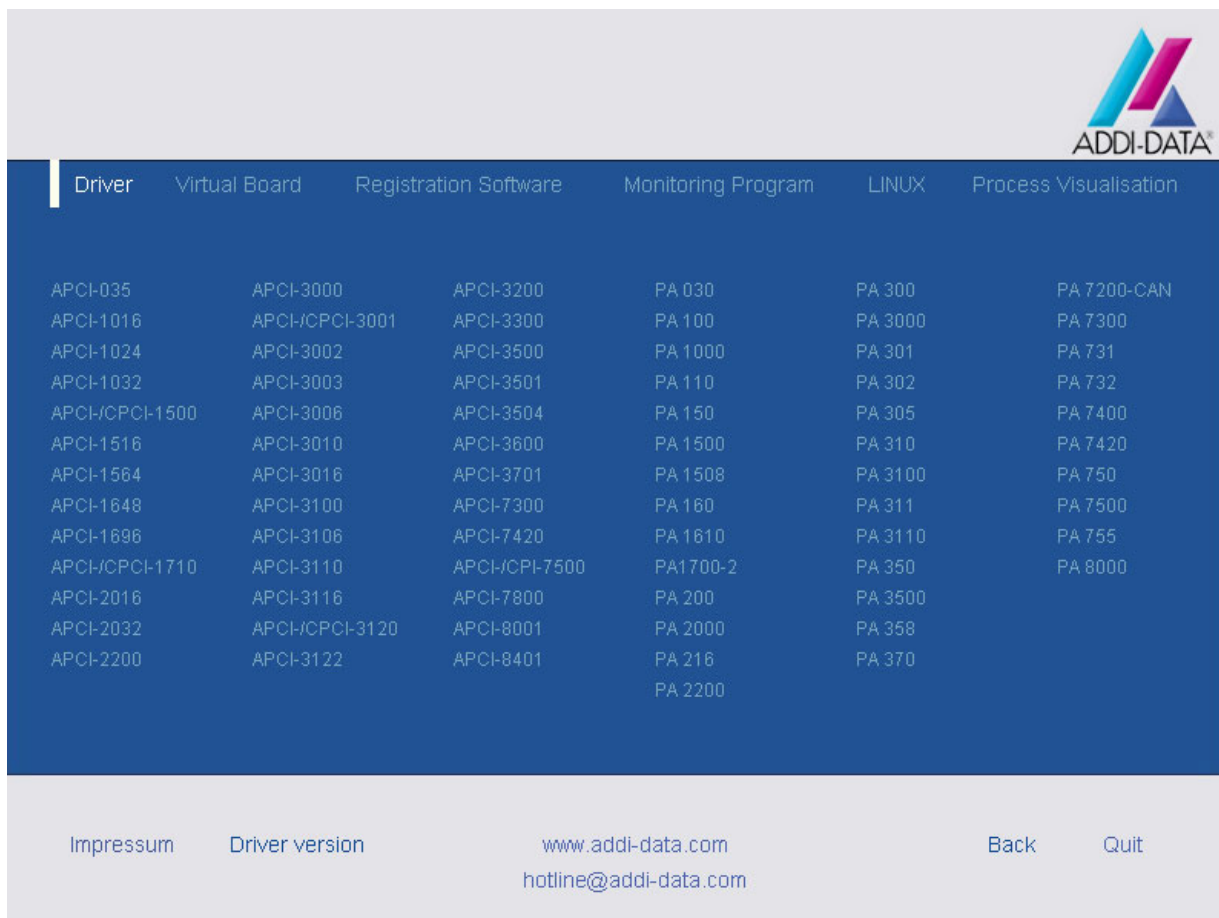 ADDI-DATA®
Driver Virtual Board Registration Software Monitoring Program LINUX Process Visualisation
APCI-035 APCI-3000 APCI-3200 PA 030 PA 300 PA 7200-CAN
APCI-1016 APCI-/CPCI-3001 APCI-3300 PA 100 PA 3000 PA 7300
APCI-1024 APCI-3002 APCI-3500 PA 1000 PA 301 PA 731
APCI-1032 APCI-3003 APCI-3501 PA 110 PA 302 PA 732
APCI-/CPCI-1500 APCI-3006 APCI-3504 PA 150 PA 305 PA 7400
APCI-1516 APCI-3010 APCI-3600 PA 1500 PA 310 PA 7420
APCI-1564 APCI-3016 APCI-3701 PA 1508 PA 3100 PA 750
APCI-1648 APCI-3100 APCI-7300 PA 160 PA 311 PA 7500
APCI-1696 APCI-3106 APCI-7420 PA 1610 PA 3110 PA 755
APCI-/CPCI-1710 APCI-3110 APCI-/CPI-7500 PA1700-2 PA 350 PA 8000
APCI-2016 APCI-3116 APCI-7800 PA 200 PA 3500
APCI-2032 APCI-/CPCI-3120 APCI-8001 PA 2000 PA 358
APCI-2200 APCI-3122 APCI-8401 PA 216 PA 370
PA 2200
Impressum Driver version www.addi-data.com Back Quit
hotline@addi-data.com